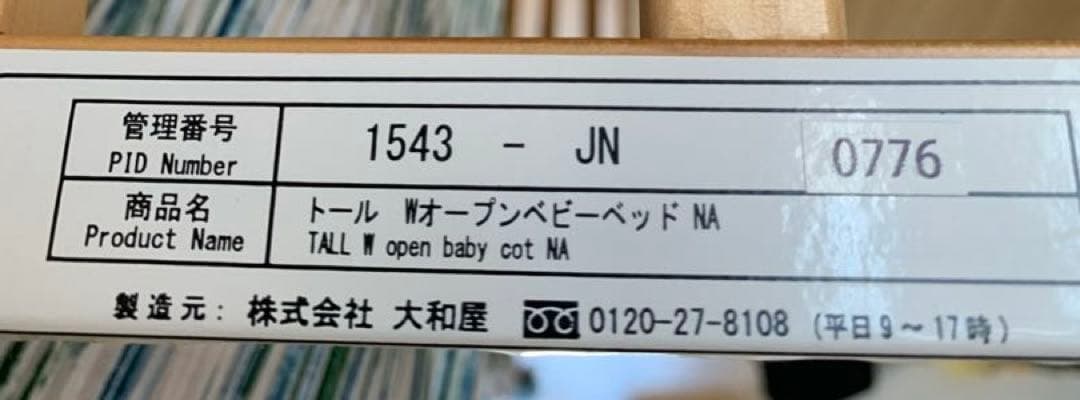 管理番号
PID Number
1543 - JN 0776
商品名
Product Name
トール Wオープンベビーベッド NA
TALL W open baby cot NA
製造元: 株式会社 大和屋 0120-27-8108 (平日9~17時)